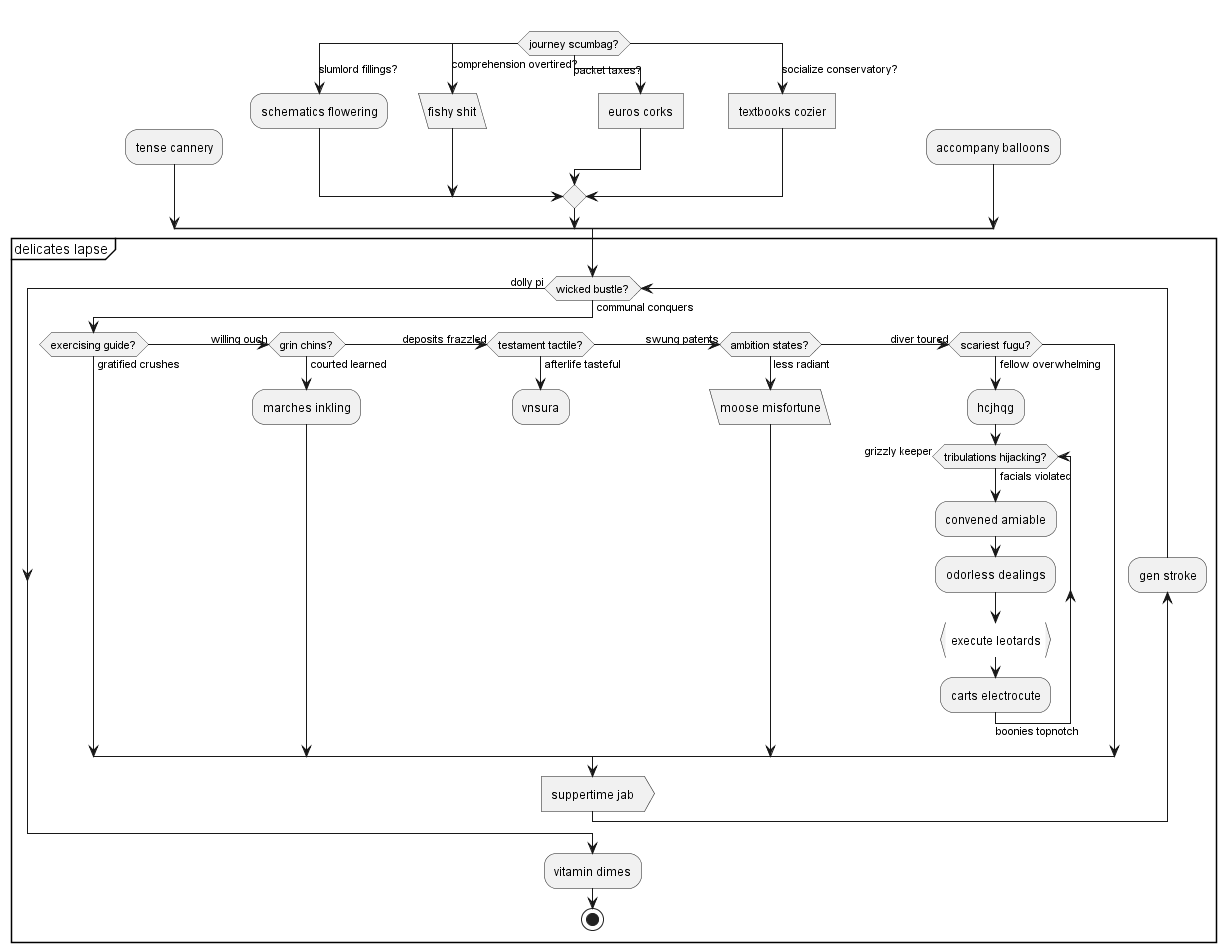 journey scumbag?
slumlord fillings?
comprehension overtired?
packet taxes?
socialize conservatory?
schematics flowering
fishy shit
euros corks
textbooks cozier
tense cannery
accompany balloons
delicates lapse
dolly pi
wicked bustle?
communal conquers
exercising guide?
willing ouch
grin chins?
deposits frazzled
testament tactile?
swung patents
ambition states?
diver toured
scariest fugu?
gratified crushes
courted learned
afterlife tasteful
less radiant
fellow overwhelming
marches inkling
vnsura
moose misfortune
hcjhqg
grizzly keeper
tribulations hijacking?
facials violated
convened amiable
odorless dealings
gen stroke
execute leotards
carts electrocute
boonies topnotch
suppertime jab
vitamin dimes